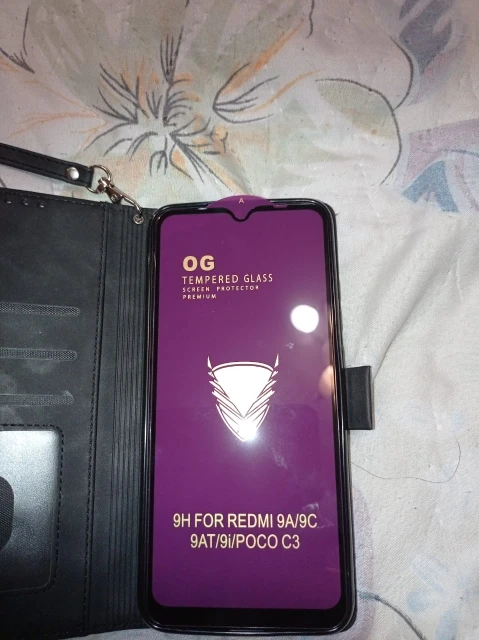 A
OG
TEMPERED GLASS
SCREEN PROTECTOR
PREMIUM
9H FOR REDMI 9A/9C
9AT/9i/POCO C3